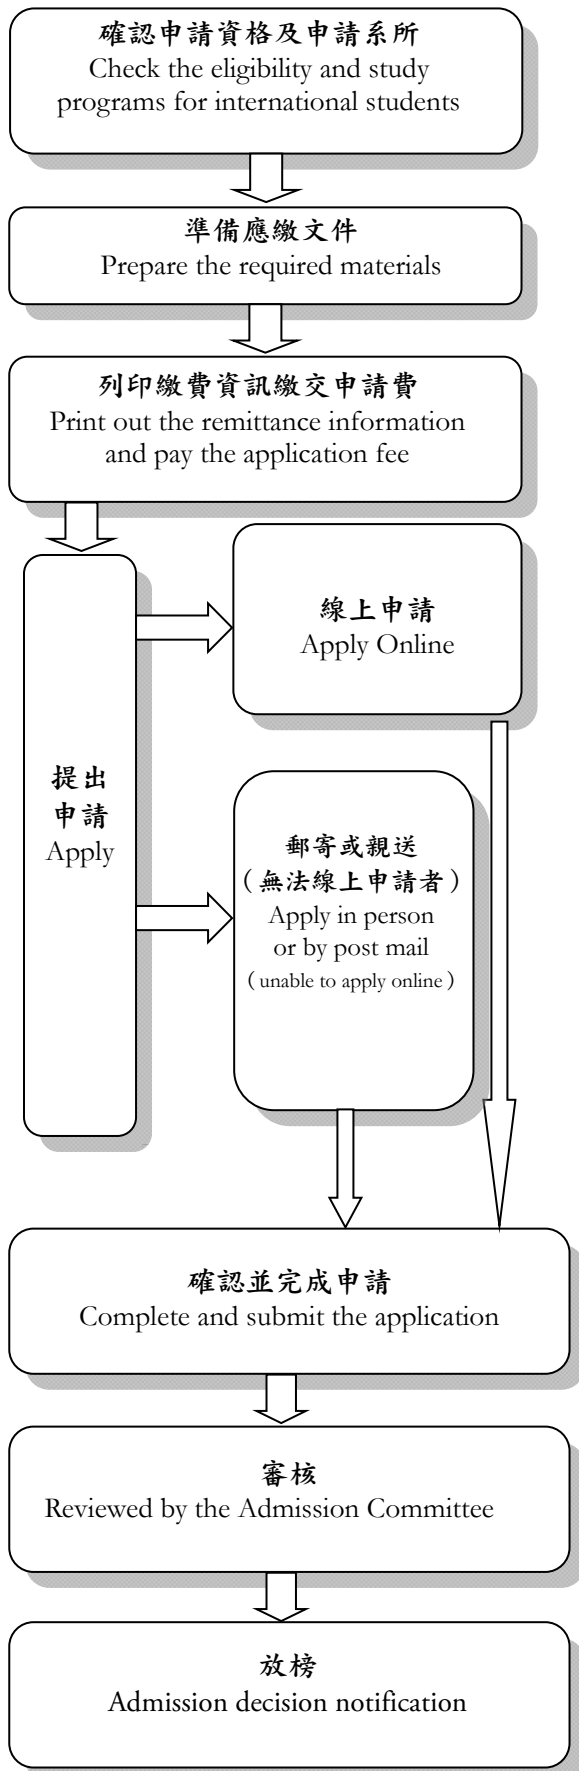 確認申請資格及申請系所
Check the eligibility and study
programs for international students
準備應繳文件
Prepare the required materials
列印繳費資訊繳交申請費
Print out the remittance information
and pay the application fee
提出
申請
Apply
線上申請
Apply Online
郵寄或親送
（無法線上申請者）
Apply in person
or by post mail
（unable to apply online）
確認並完成申請
Complete and submit the application
審核
Reviewed by the Admission Committee
放榜
Admission decision notification